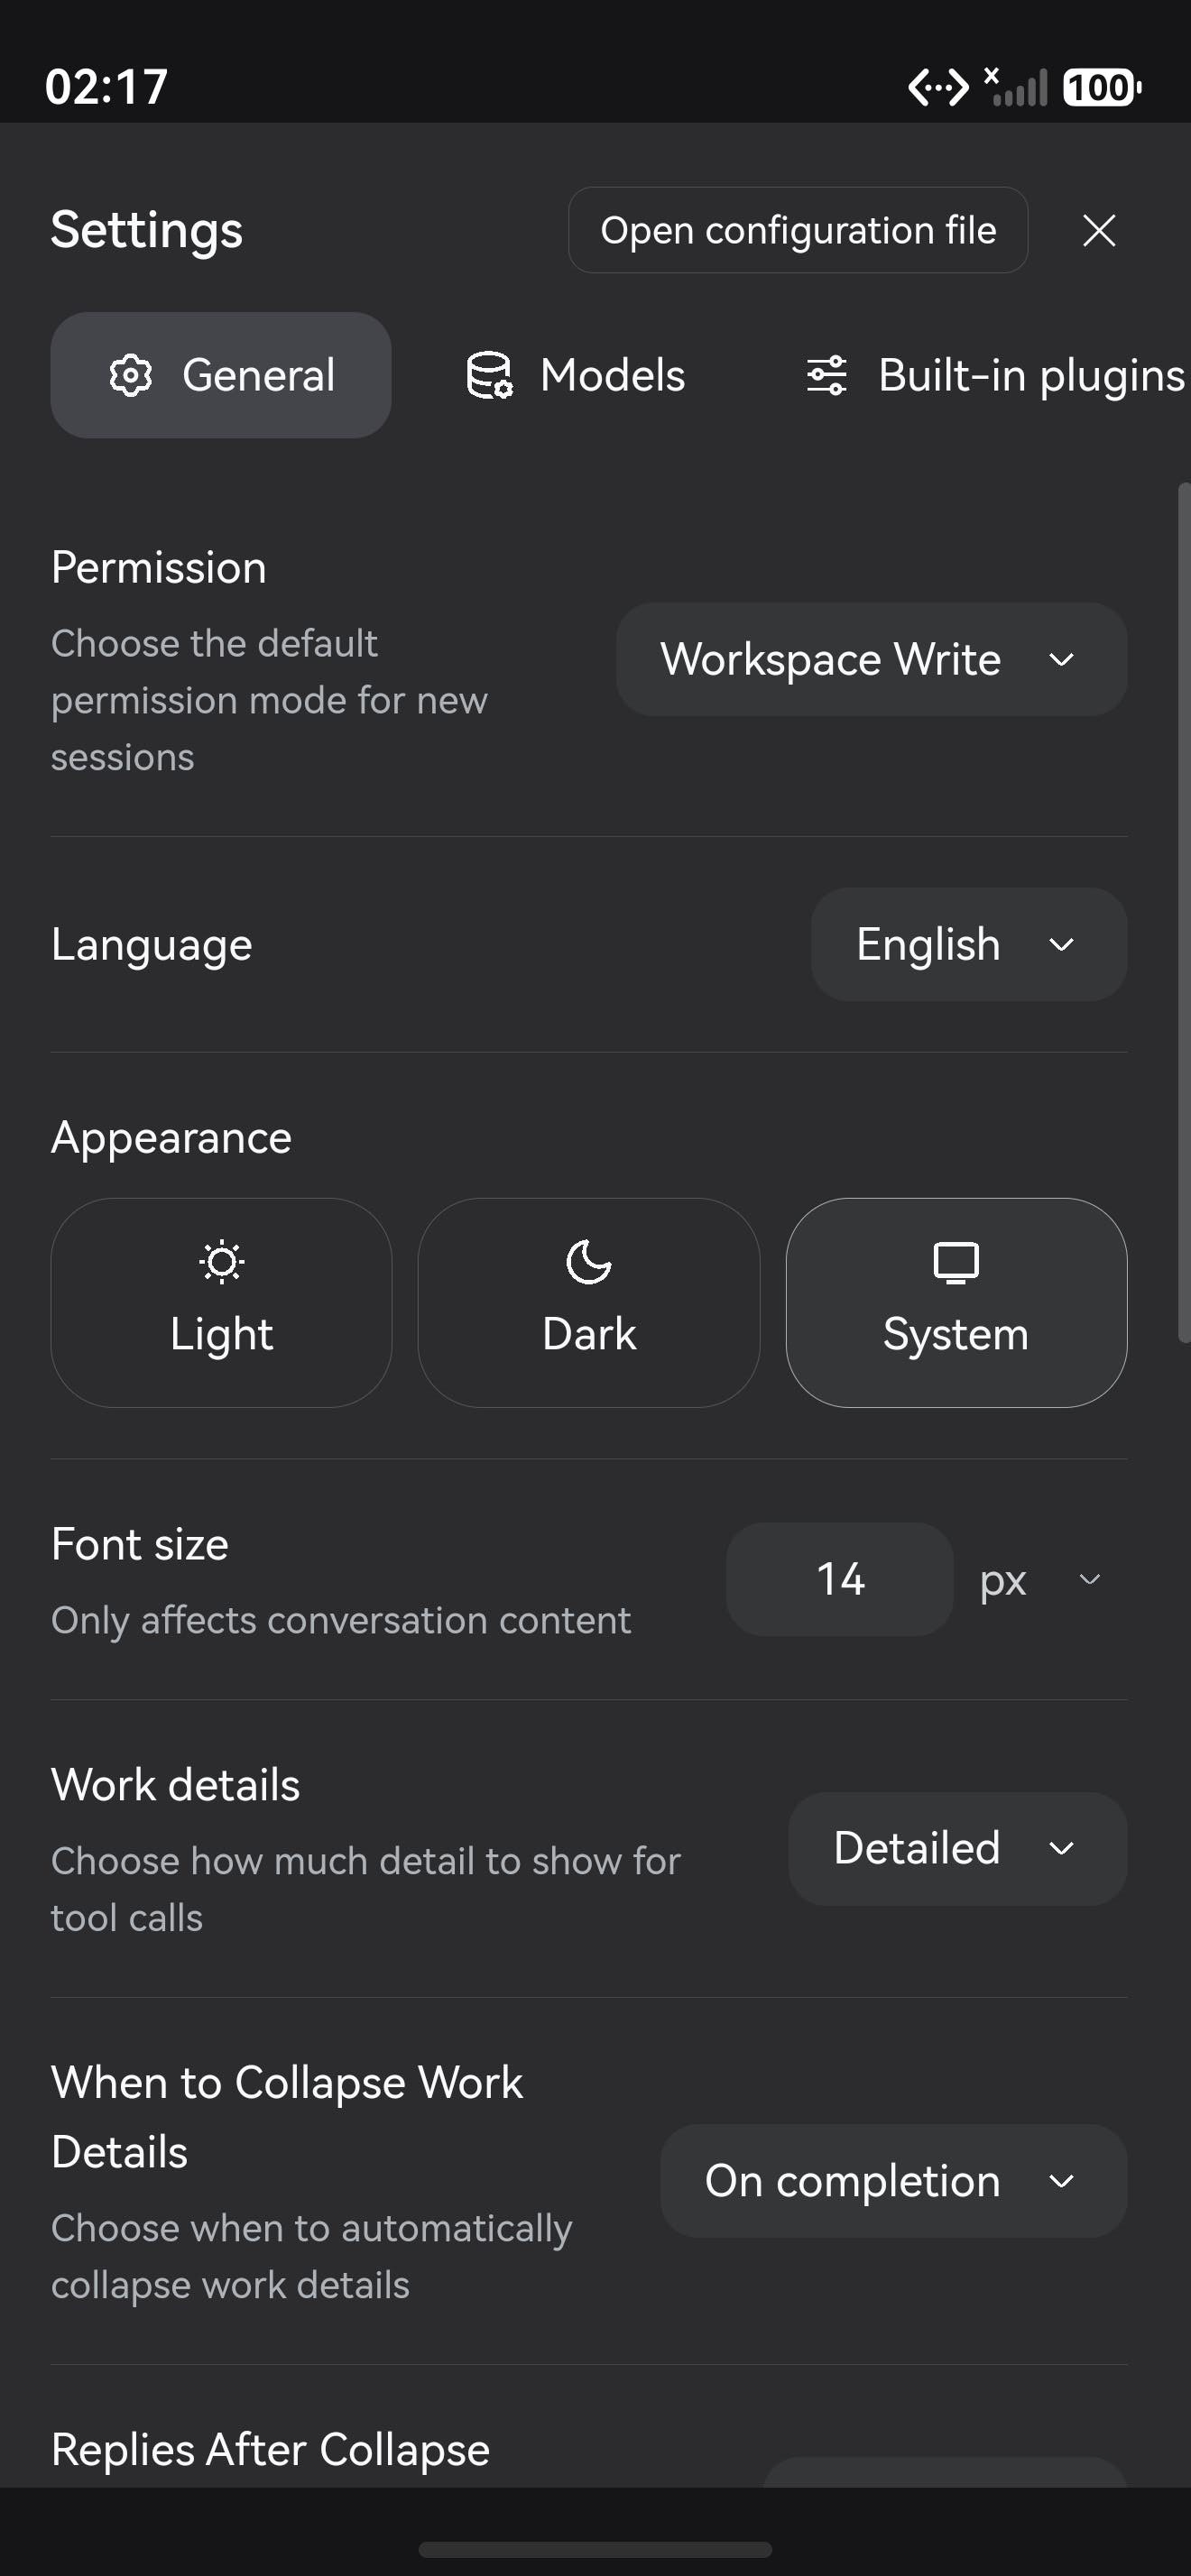 02:17
100
Settings
Open configuration file
General
Models
Built-in plugins
Permission
Choose the default
permission mode for new
sessions
Workspace Write
Language
English
Appearance
Light
Dark
System
Font size
Only affects conversation content
14
px
Work details
Choose how much detail to show for
tool calls
Detailed
When to Collapse Work
Details
Choose when to automatically
collapse work details
On completion
Replies After Collapse